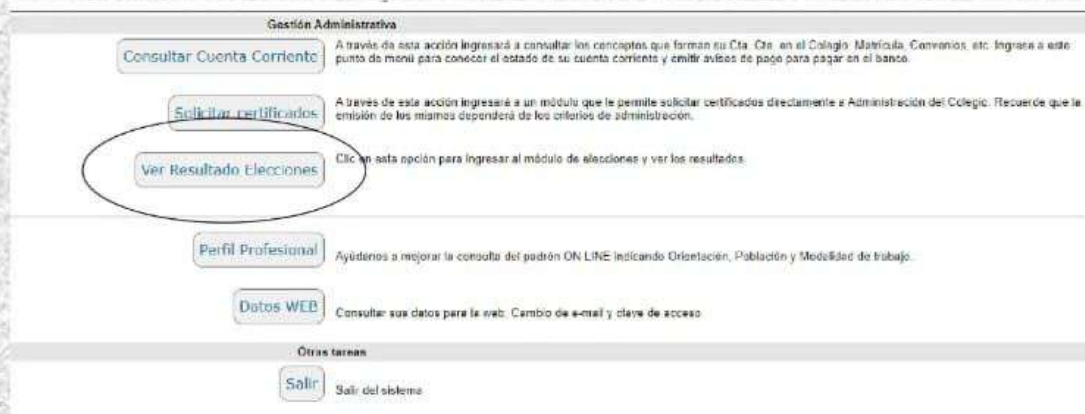 Gestión Administrativa
Consultar Cuenta Corriente
A través de esta acción ingresará a consultar los conceptos que forman su Cta. Cte. en el Colegio: Matrícula, Convenios, etc. Ingrese a este
punto de menú para conocer el estado de su cuenta corriente y emitir avisos de pago para pagar en el banco.
Solicitar certificados
A través de esta acción ingresará a un módulo que le permite solicitar certificados directamente a Administración del Colegio. Recuerde que la
emisión de los mismos dependerá de los criterios de administración.
Ver Resultado Elecciones
Clic en esta opción para ingresar al módulo de elecciones y ver los resultados.
Perfil Profesional
Ayúdenos a mejorar la consulta del padrón ON LINE indicando Orientación, Población y Modalidad de trabajo.
Datos WEB
Consultar sus datos para la web. Cambio de e-mail y clave de acceso
Otras tareas
Salir
Salir del sistema